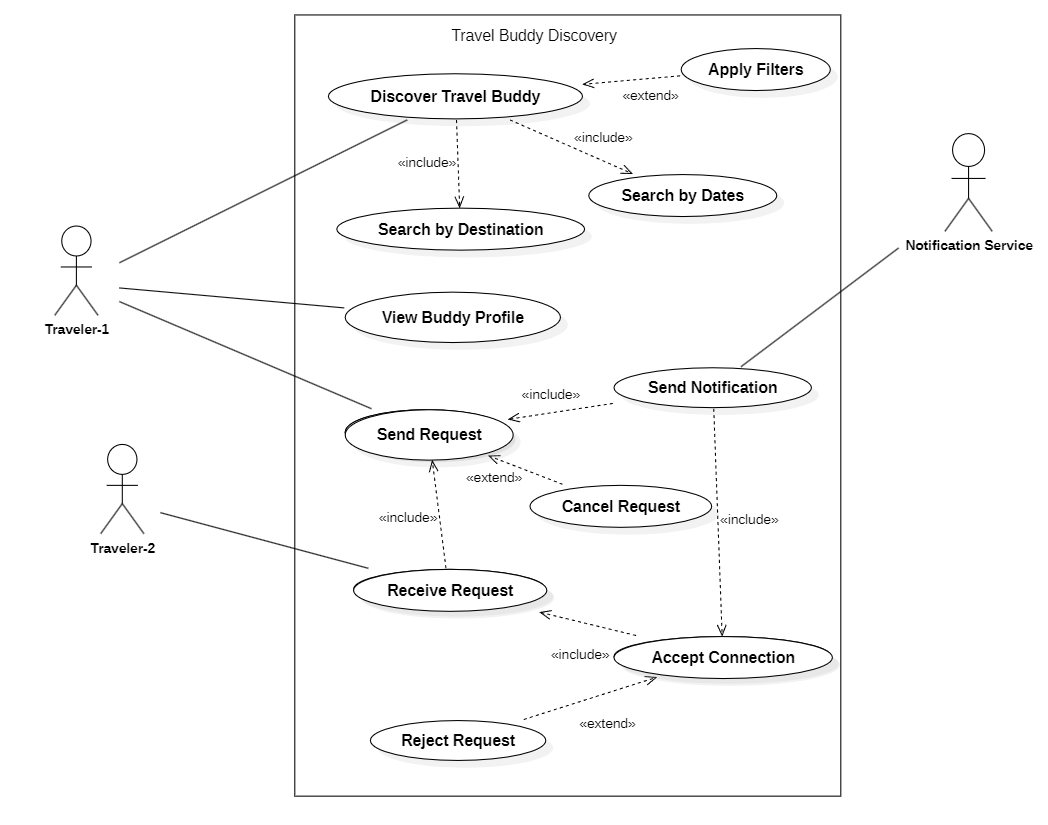 Travel Buddy Discovery
Apply Filters
Discover Travel Buddy
«extend»
«include»
«include»
Search by Dates
Search by Destination
Notification Service
Traveler-1
View Buddy Profile
Send Notification
«include»
Send Request
«extend»
Cancel Request
«include»
«include»
Traveler-2
Receive Request
«include»
Accept Connection
«extend»
Reject Request